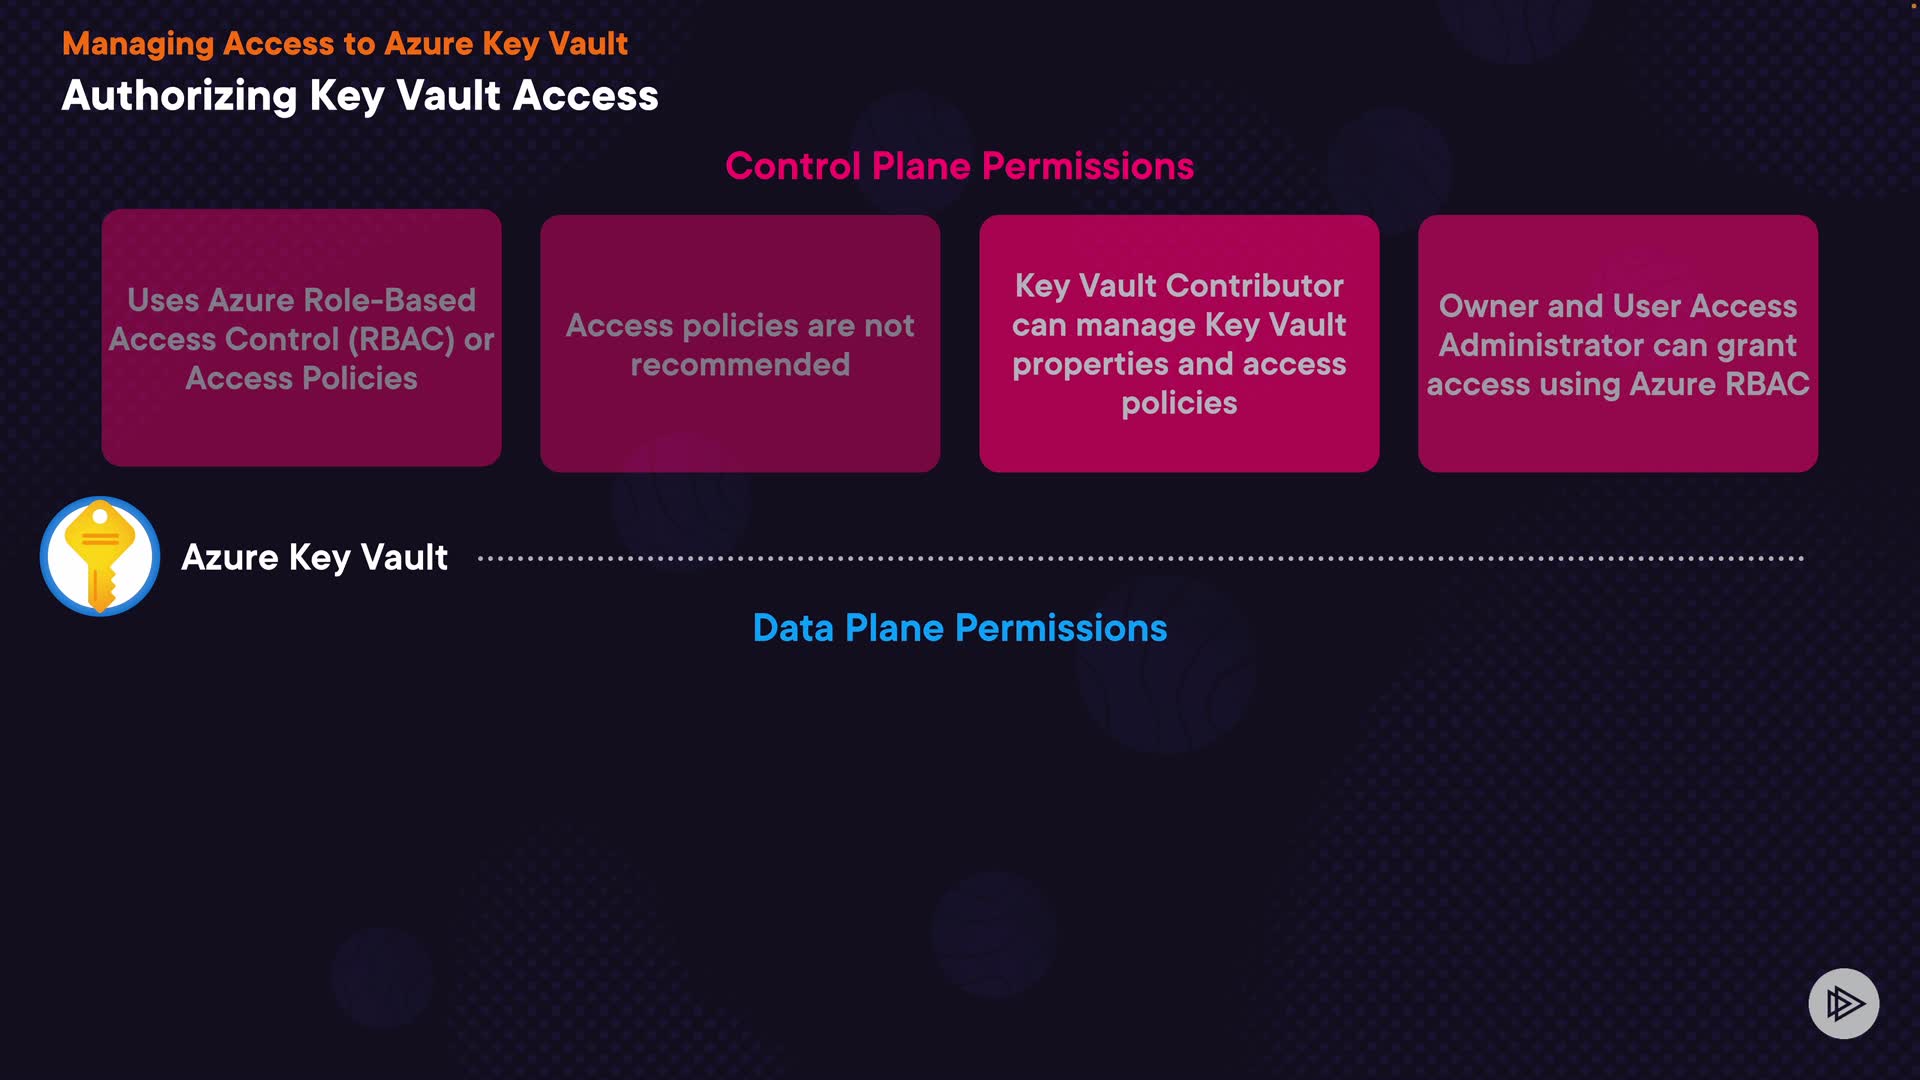 Managing Access to Azure Key Vault
Authorizing Key Vault Access
Control Plane Permissions
Uses Azure Role-Based
Access Control (RBAC) or
Access Policies
Access policies are not
recommended
Key Vault Contributor
can manage Key Vault
properties and access
policies
Owner and User Access
Administrator can grant
access using Azure RBAC
Azure Key Vault
Data Plane Permissions